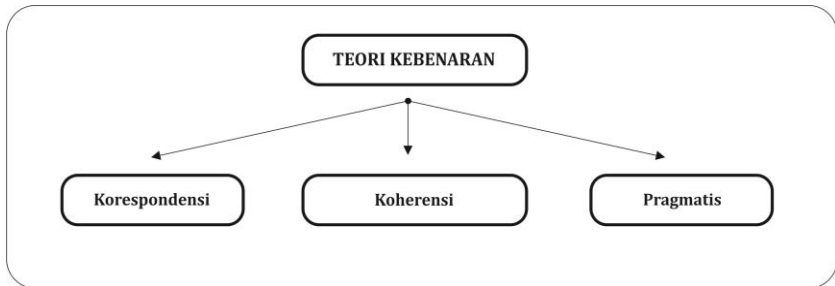 TEORI KEBENARAN
Korespondensi
Koherensi
Pragmatis